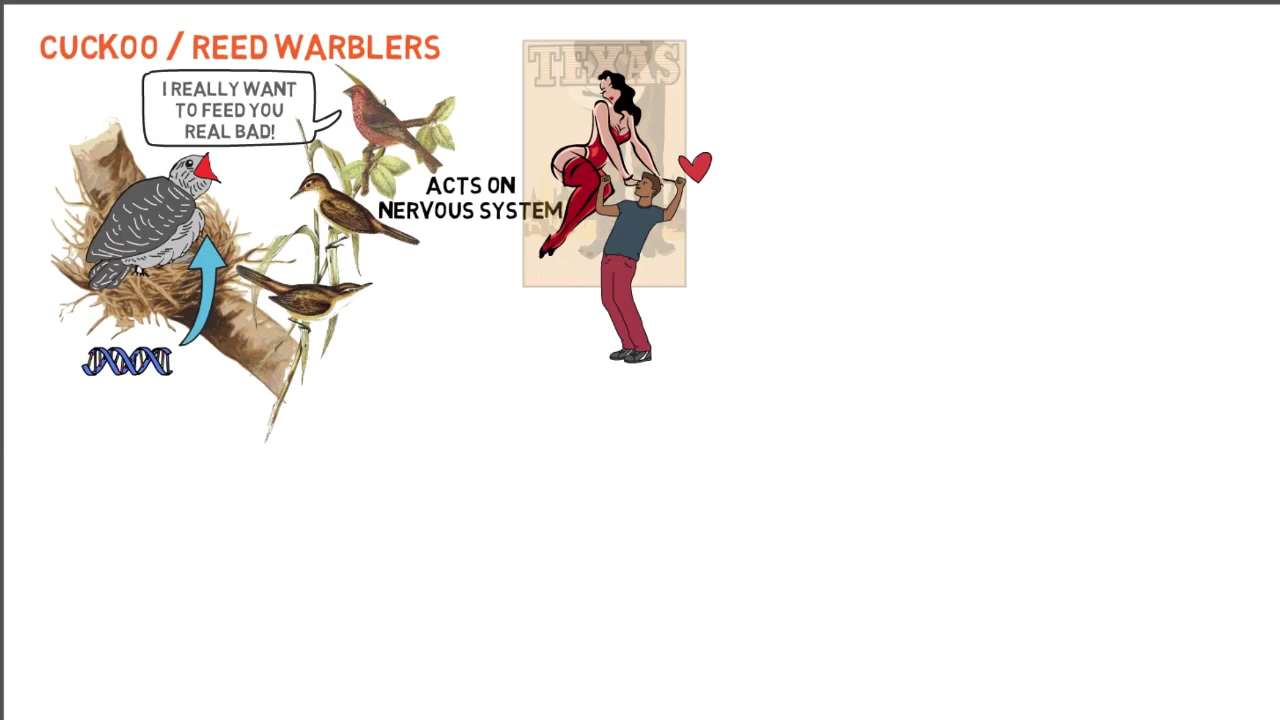 CUCKOO / REED WARBLERS
I REALLY WANT
TO FEED YOU
REAL BAD!
ACTS ON
NERVOUS SYSTEM
TEXAS